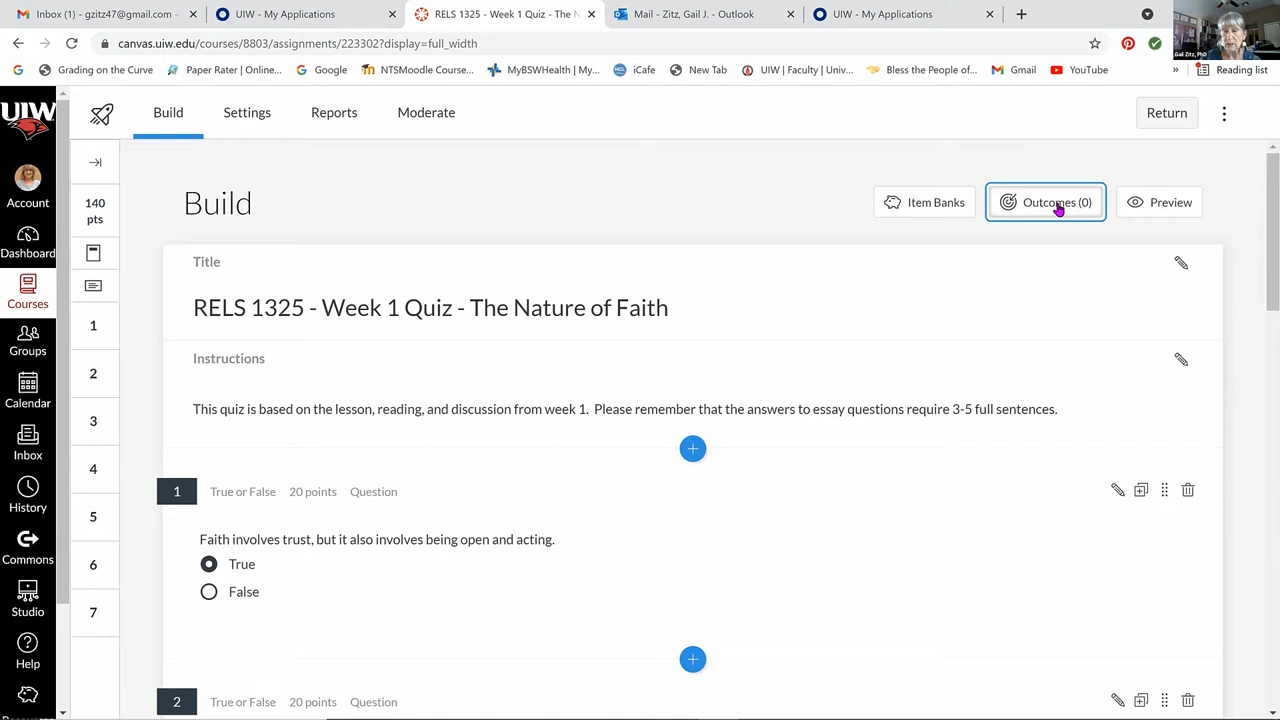 Inbox (1) - gzitz47@gmail.com -
UIW - My Applications
RELS 1325 - Week 1 Quiz - The N
Mail - Zitz, Gail J. - Outlook
UIW - My Applications
canvas.uiw.edu/courses/8803/assignments/223302?display=full_width
Gail Zitz, PhD
Grading on the Curve
Paper Rater | Online...
Google
NTSMoodle Course...
MyBSWHealth | My...
iCafe
New Tab
UIW | Faculty | Univ...
Bless the people of...
Gmail
YouTube
»
Reading list
UIW
Account
Dashboard
Courses
Groups
Calendar
Inbox
History
Commons
Studio
Help
Build
Settings
Reports
Moderate
Return
140
pts
1
2
3
4
5
6
7
Build
Item Banks
Outcomes (0)
Preview
Title
RELS 1325 - Week 1 Quiz - The Nature of Faith
Instructions
This quiz is based on the lesson, reading, and discussion from week 1. Please remember that the answers to essay questions require 3-5 full sentences.
1 True or False 20 points Question
Faith involves trust, but it also involves being open and acting.
True
False
2 True or False 20 points Question